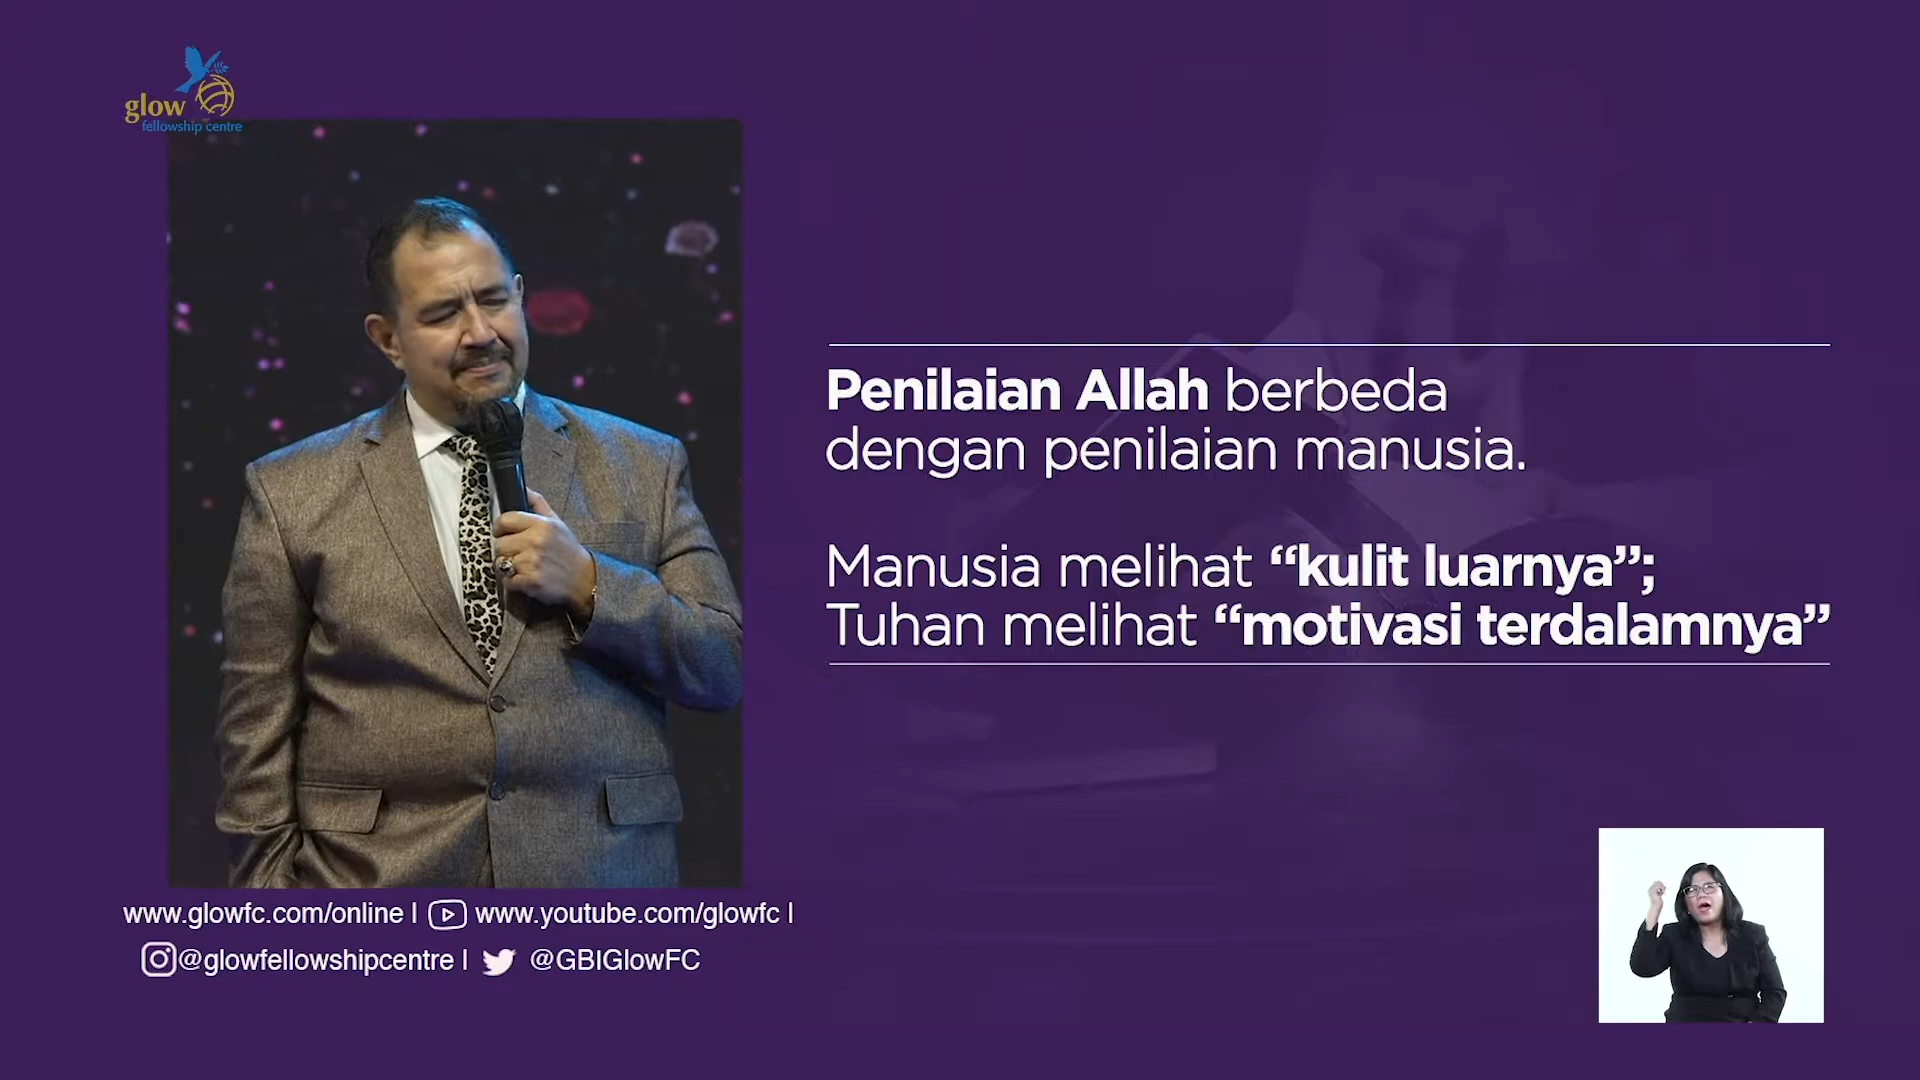 glow
fellowship centre
Penilaian Allah berbeda
dengan penilaian manusia.
Manusia melihat “kulit luarnya”;
Tuhan melihat “motivasi terdalamnya”
www.glowfc.com/online | www.youtube.com/glowfc |
@glowfellowshipcentre | @GBIGlowFC